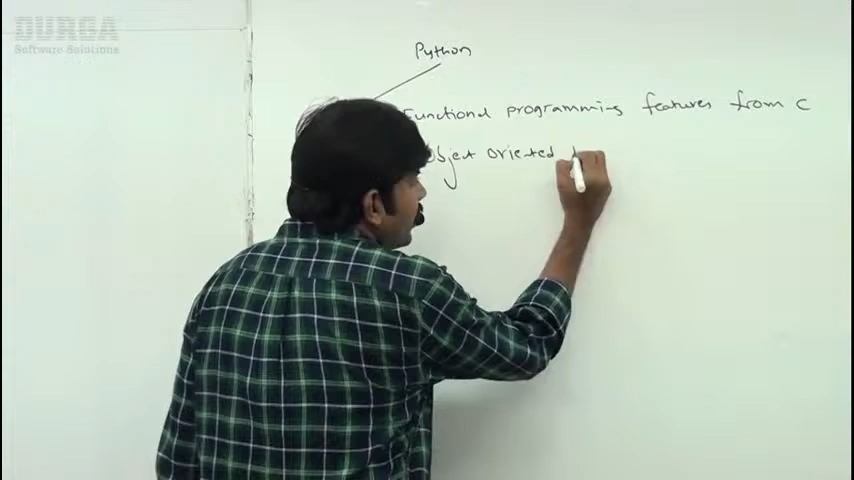 DURGA
Software Solutions
Python
Functional programming features from C
Object oriented